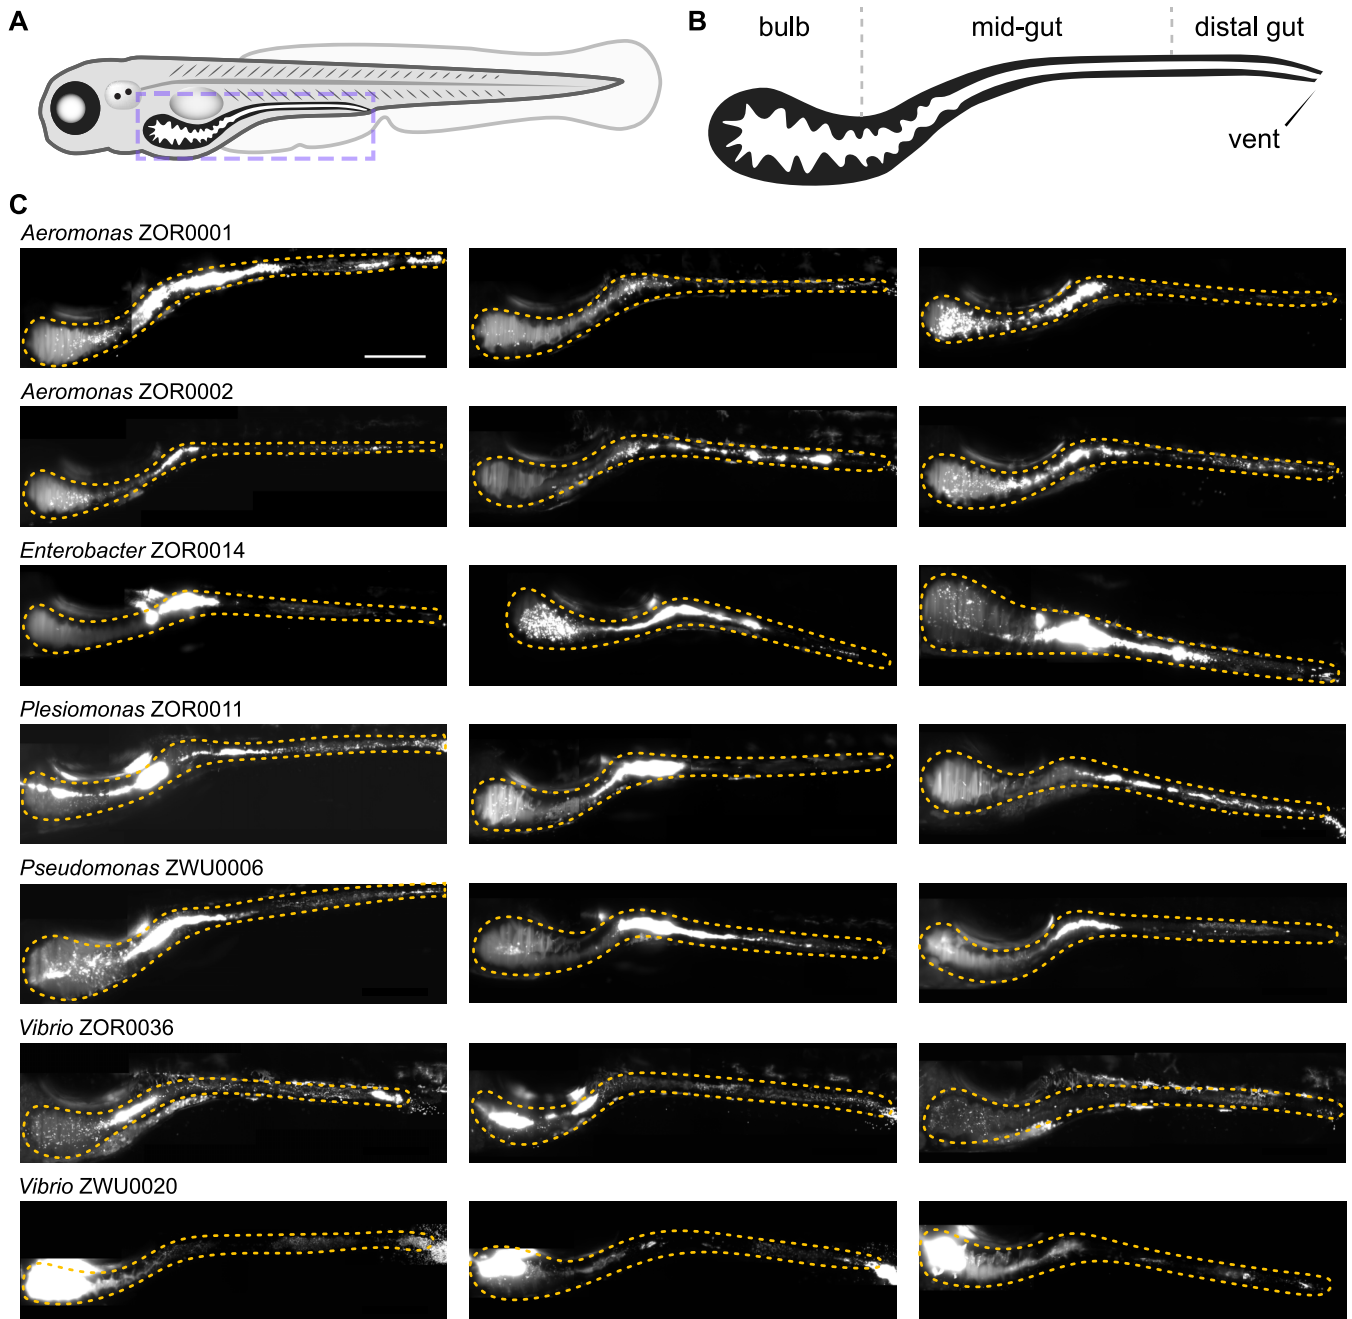 A
B
bulb
mid-gut
distal gut
vent
C
Aeromonas ZOR0001
Aeromonas ZOR0002
Enterobacter ZOR0014
Plesiomonas ZOR0011
Pseudomonas ZWU0006
Vibrio ZOR0036
Vibrio ZWU0020